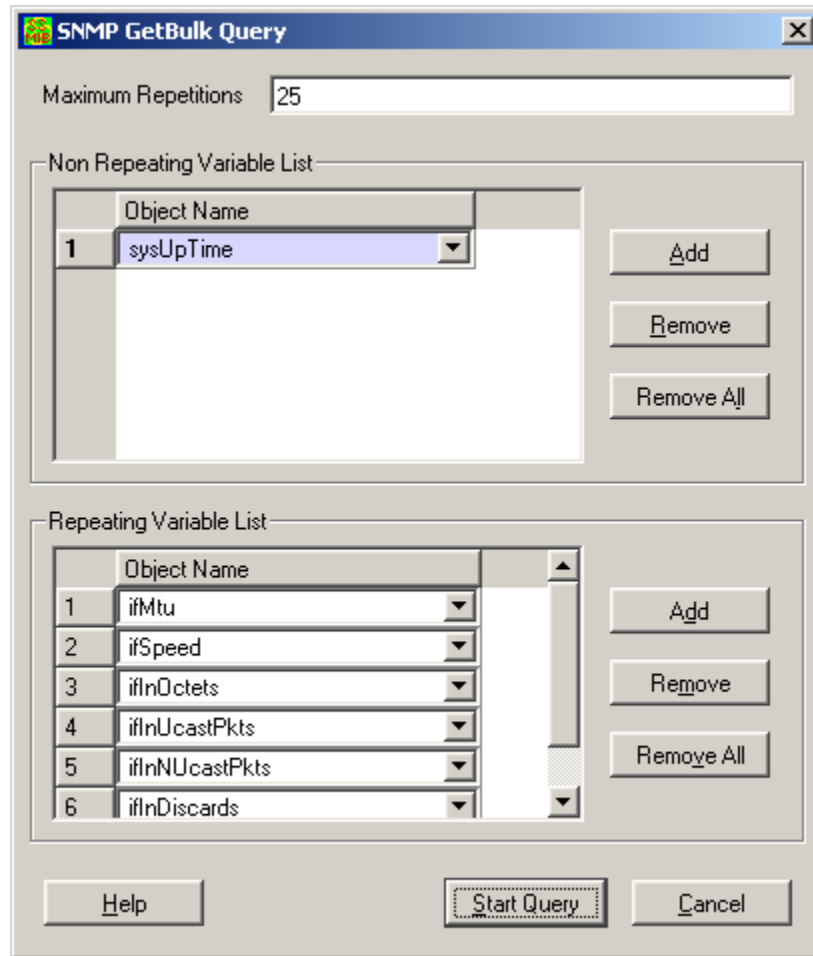 SS MIB SNMP GetBulk Query
Maximum Repetitions 25
Non Repeating Variable List
Object Name
1 sysUpTime
Add
Remove
Remove All
Repeating Variable List
Object Name
1 ifMtu
2 ifSpeed
3 ifInOctets
4 ifInUcastPkts
5 ifInNUcastPkts
6 ifInDiscards
Add
Remove
Remove All
Help Start Query Cancel